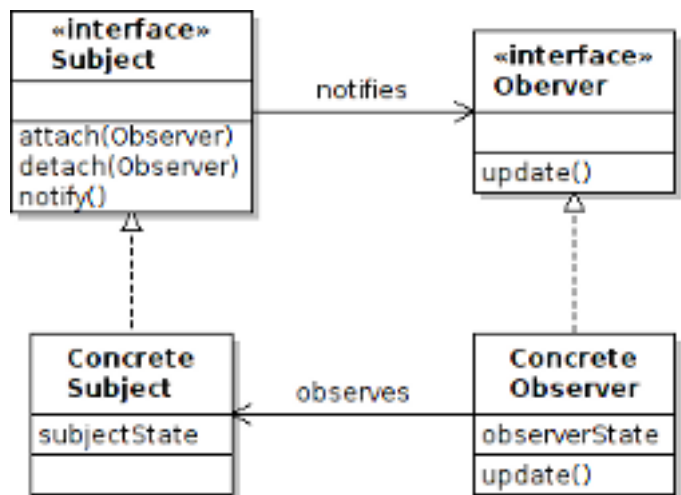 «interface»
Subject
attach(Observer)
detach(Observer)
notify()
notifies
«interface»
Oberver
update()
Concrete
Subject
subjectState
observes
Concrete
Observer
observerState
update()